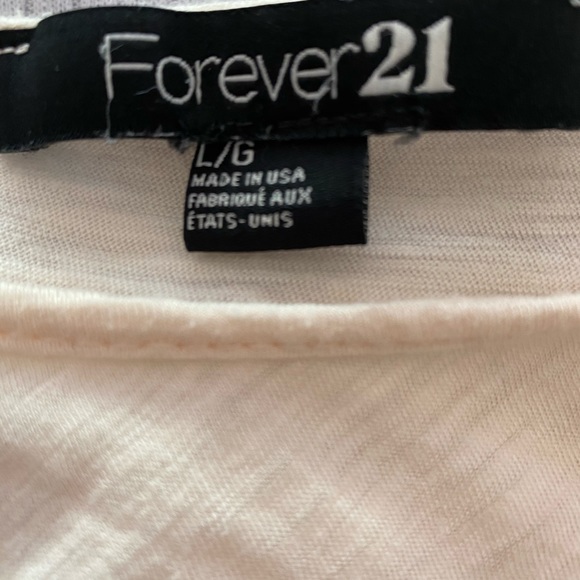 Forever21
L/G
MADE IN USA
FABRIQUÉ AUX
ÉTATS-UNIS